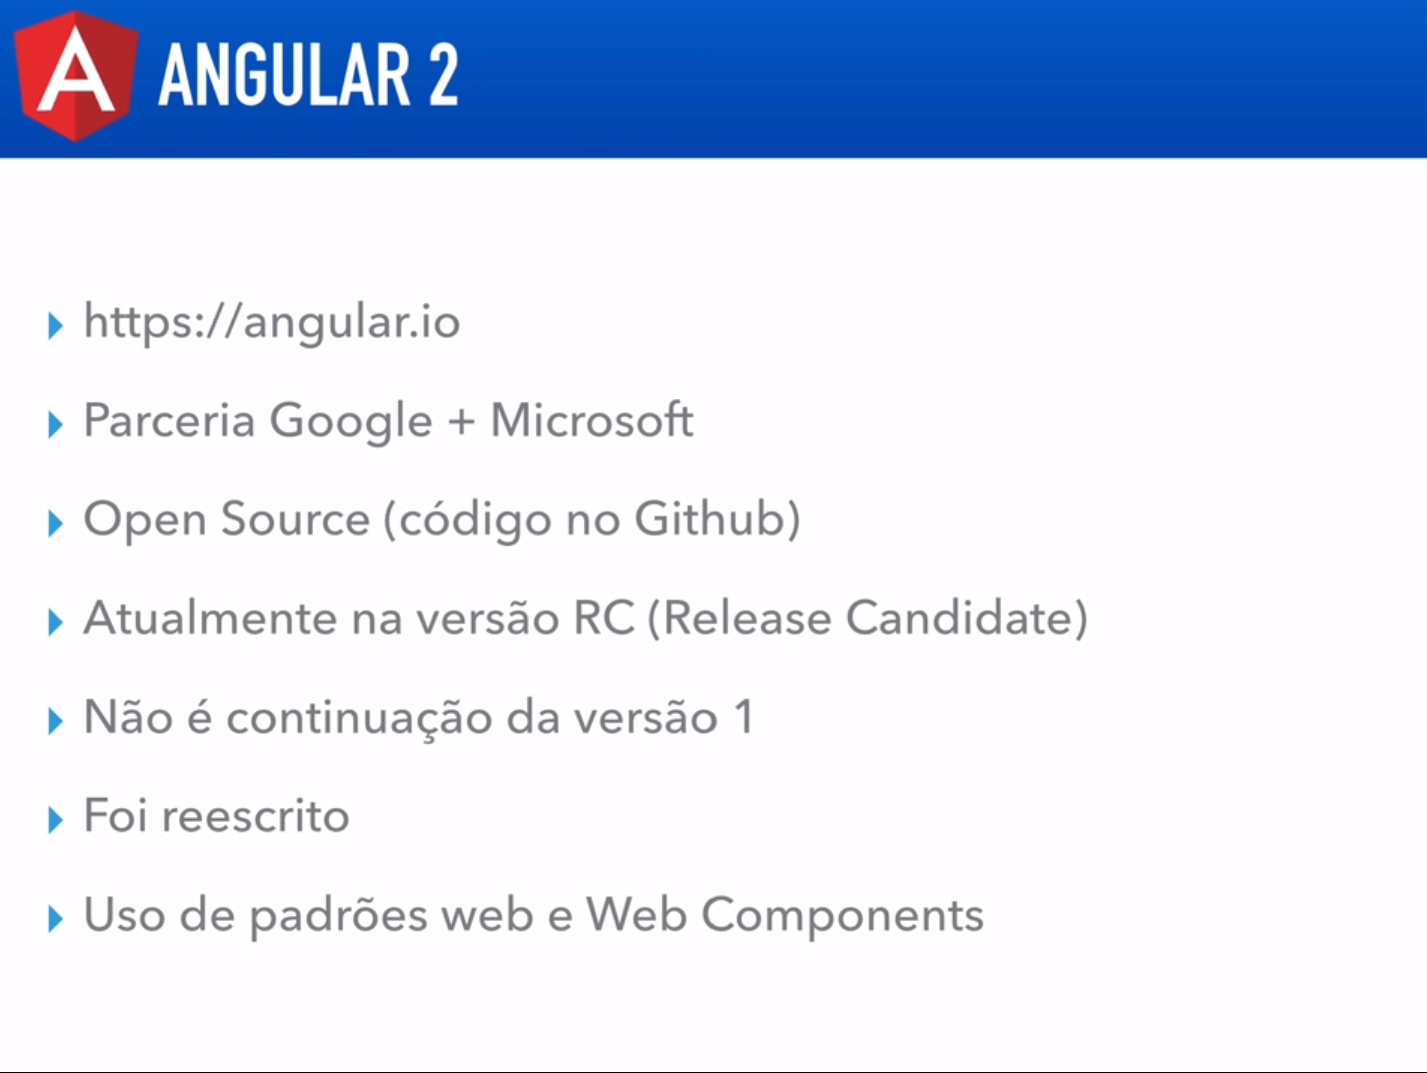 ANGULAR 2
https://angular.io
Parceria Google + Microsoft
Open Source (código no Github)
Atualmente na versão RC (Release Candidate)
Não é continuação da versão 1
Foi reescrito
Uso de padrões web e Web Components